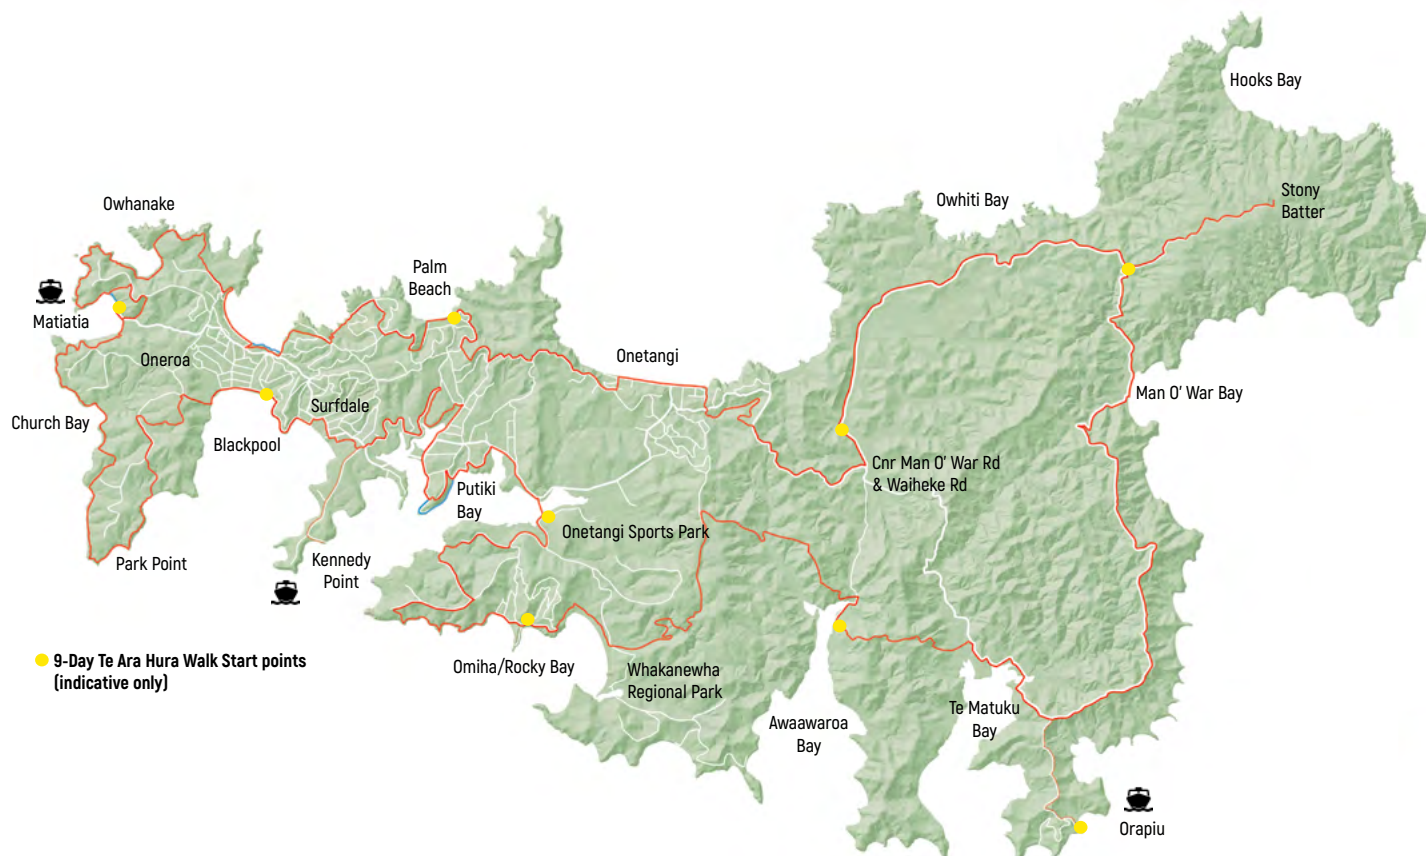 Hooks Bay
Stony
Batter
Owhiti Bay
Owhanake
Palm
Beach
Matiatia
Oneroa
Onetangi
Man O' War Bay
Church Bay
Surfdale
Blackpool
Cnr Man O' War Rd
& Waiheke Rd
Putiki
Bay
Onetangi Sports Park
Park Point
Kennedy
Point
9-Day Te Ara Hura Walk Start points
(indicative only)
Omiha/Rocky Bay
Whakanewha
Regional Park
Awaawaroa
Bay
Te Matuku
Bay
Orapiu